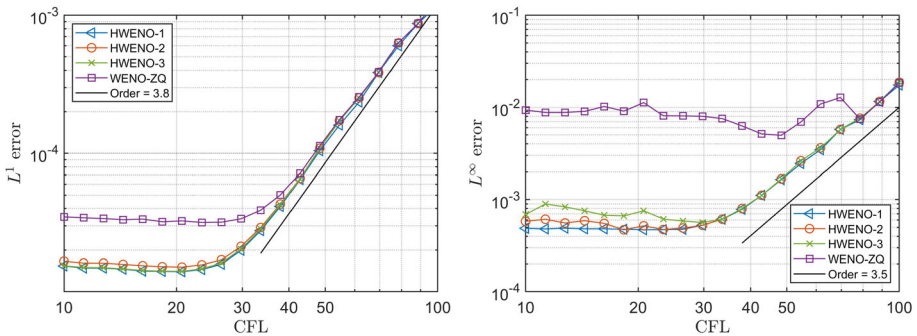 10⁻³
HWENO-1
HWENO-2
HWENO-3
WENO-ZQ
Order = 3.8
L¹ error
10⁻⁴
10 20 30 40 50 100
CFL
10⁻¹
10⁻²
L∞ error
10⁻³
HWENO-1
HWENO-2
HWENO-3
WENO-ZQ
Order = 3.5
10⁻⁴
10 20 30 40 50 100
CFL